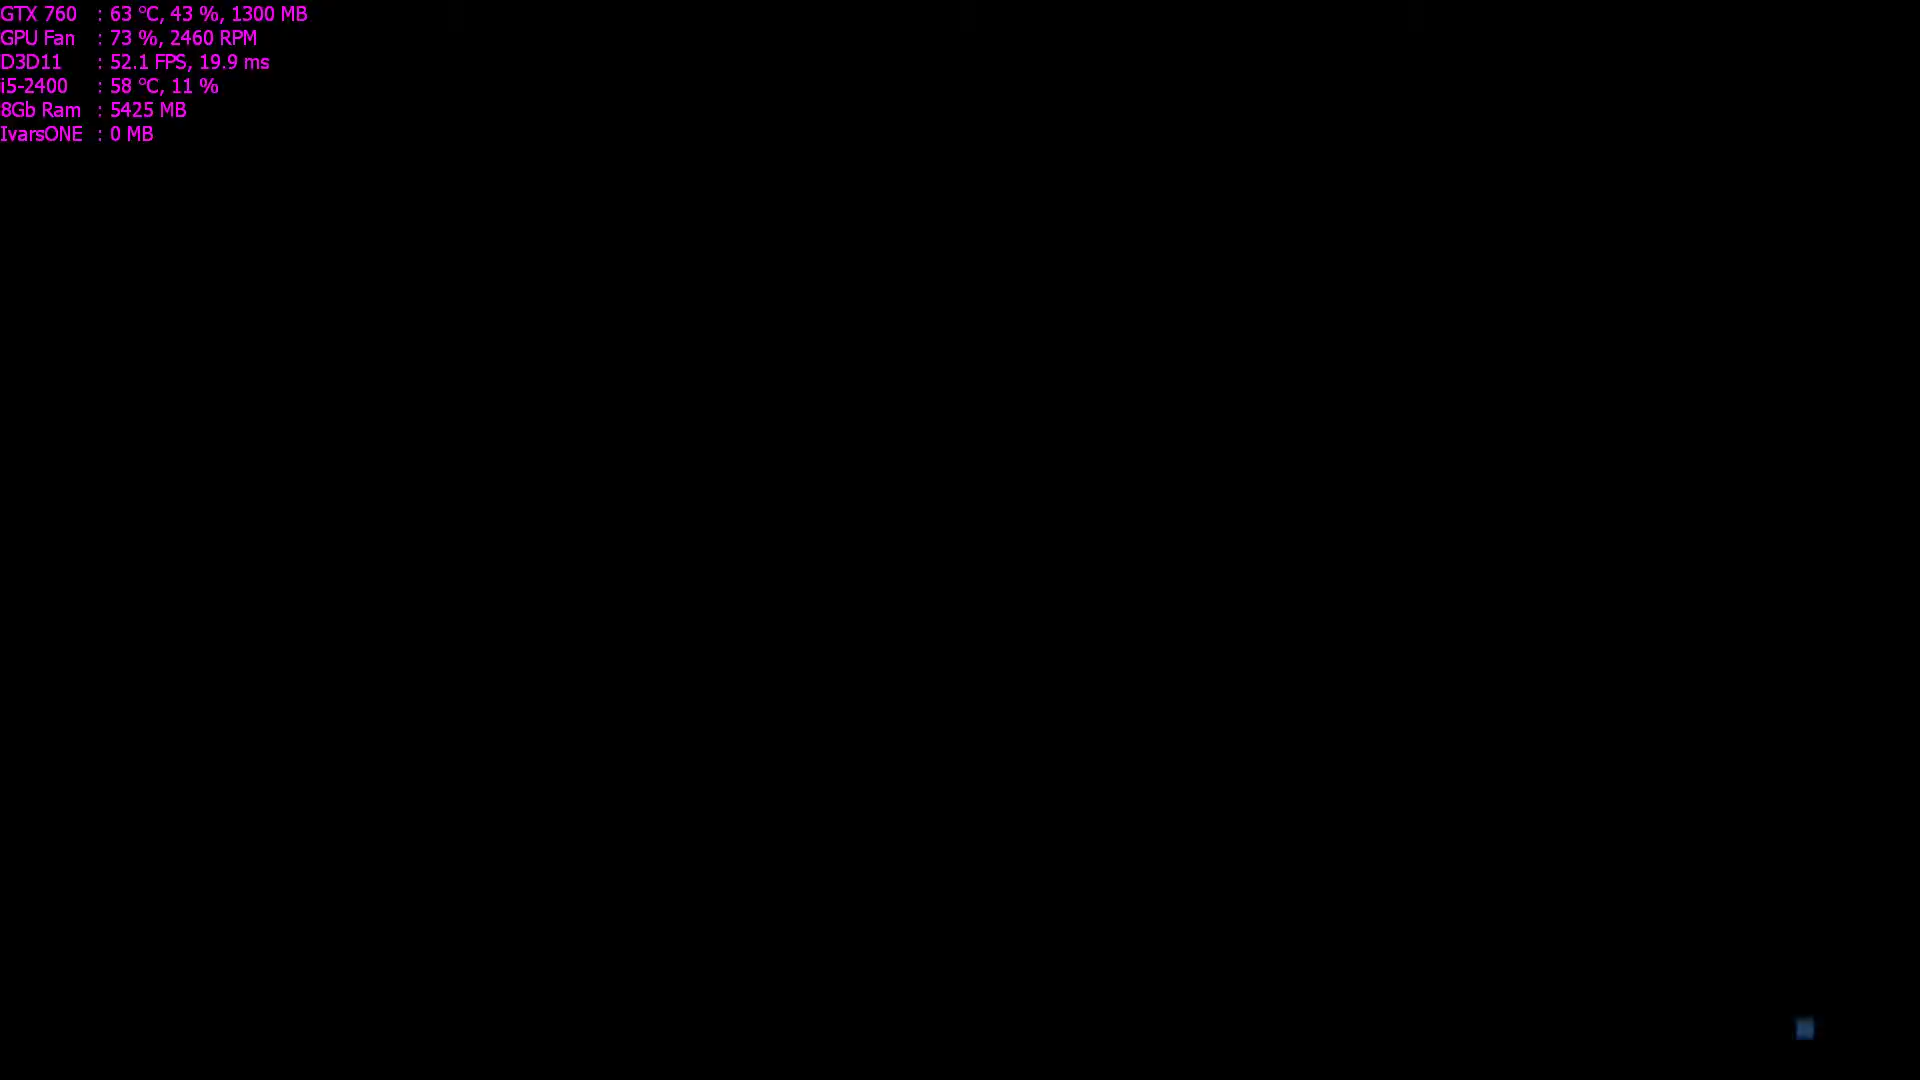 GTX 760 : 63 °C, 43 %, 1300 MB
GPU Fan : 73 %, 2460 RPM
D3D11 : 52.1 FPS, 19.9 ms
i5-2400 : 58 °C, 11 %
8Gb Ram : 5425 MB
IvarsONE : 0 MB